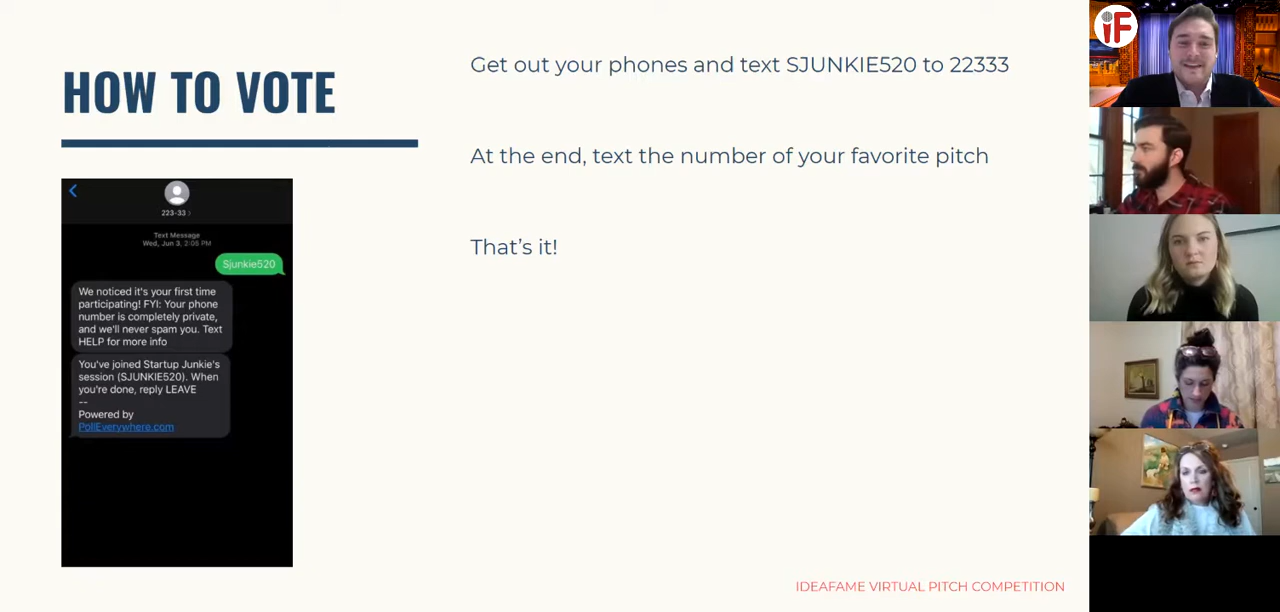 HOW TO VOTE
Get out your phones and text SJUNKIE520 to 22333
At the end, text the number of your favorite pitch
That's it!
223-33 >
Text Message
Wed, Jun 3, 2:05 PM
Sjunkie520
We noticed it's your first time
participating! FYI: Your phone
number is completely private,
and we'll never spam you. Text
HELP for more info
You've joined Startup Junkie's
session (SJUNKIE520). When
you're done, reply LEAVE
--
Powered by
PollEverywhere.com
IDEAFAME VIRTUAL PITCH COMPETITION
iF